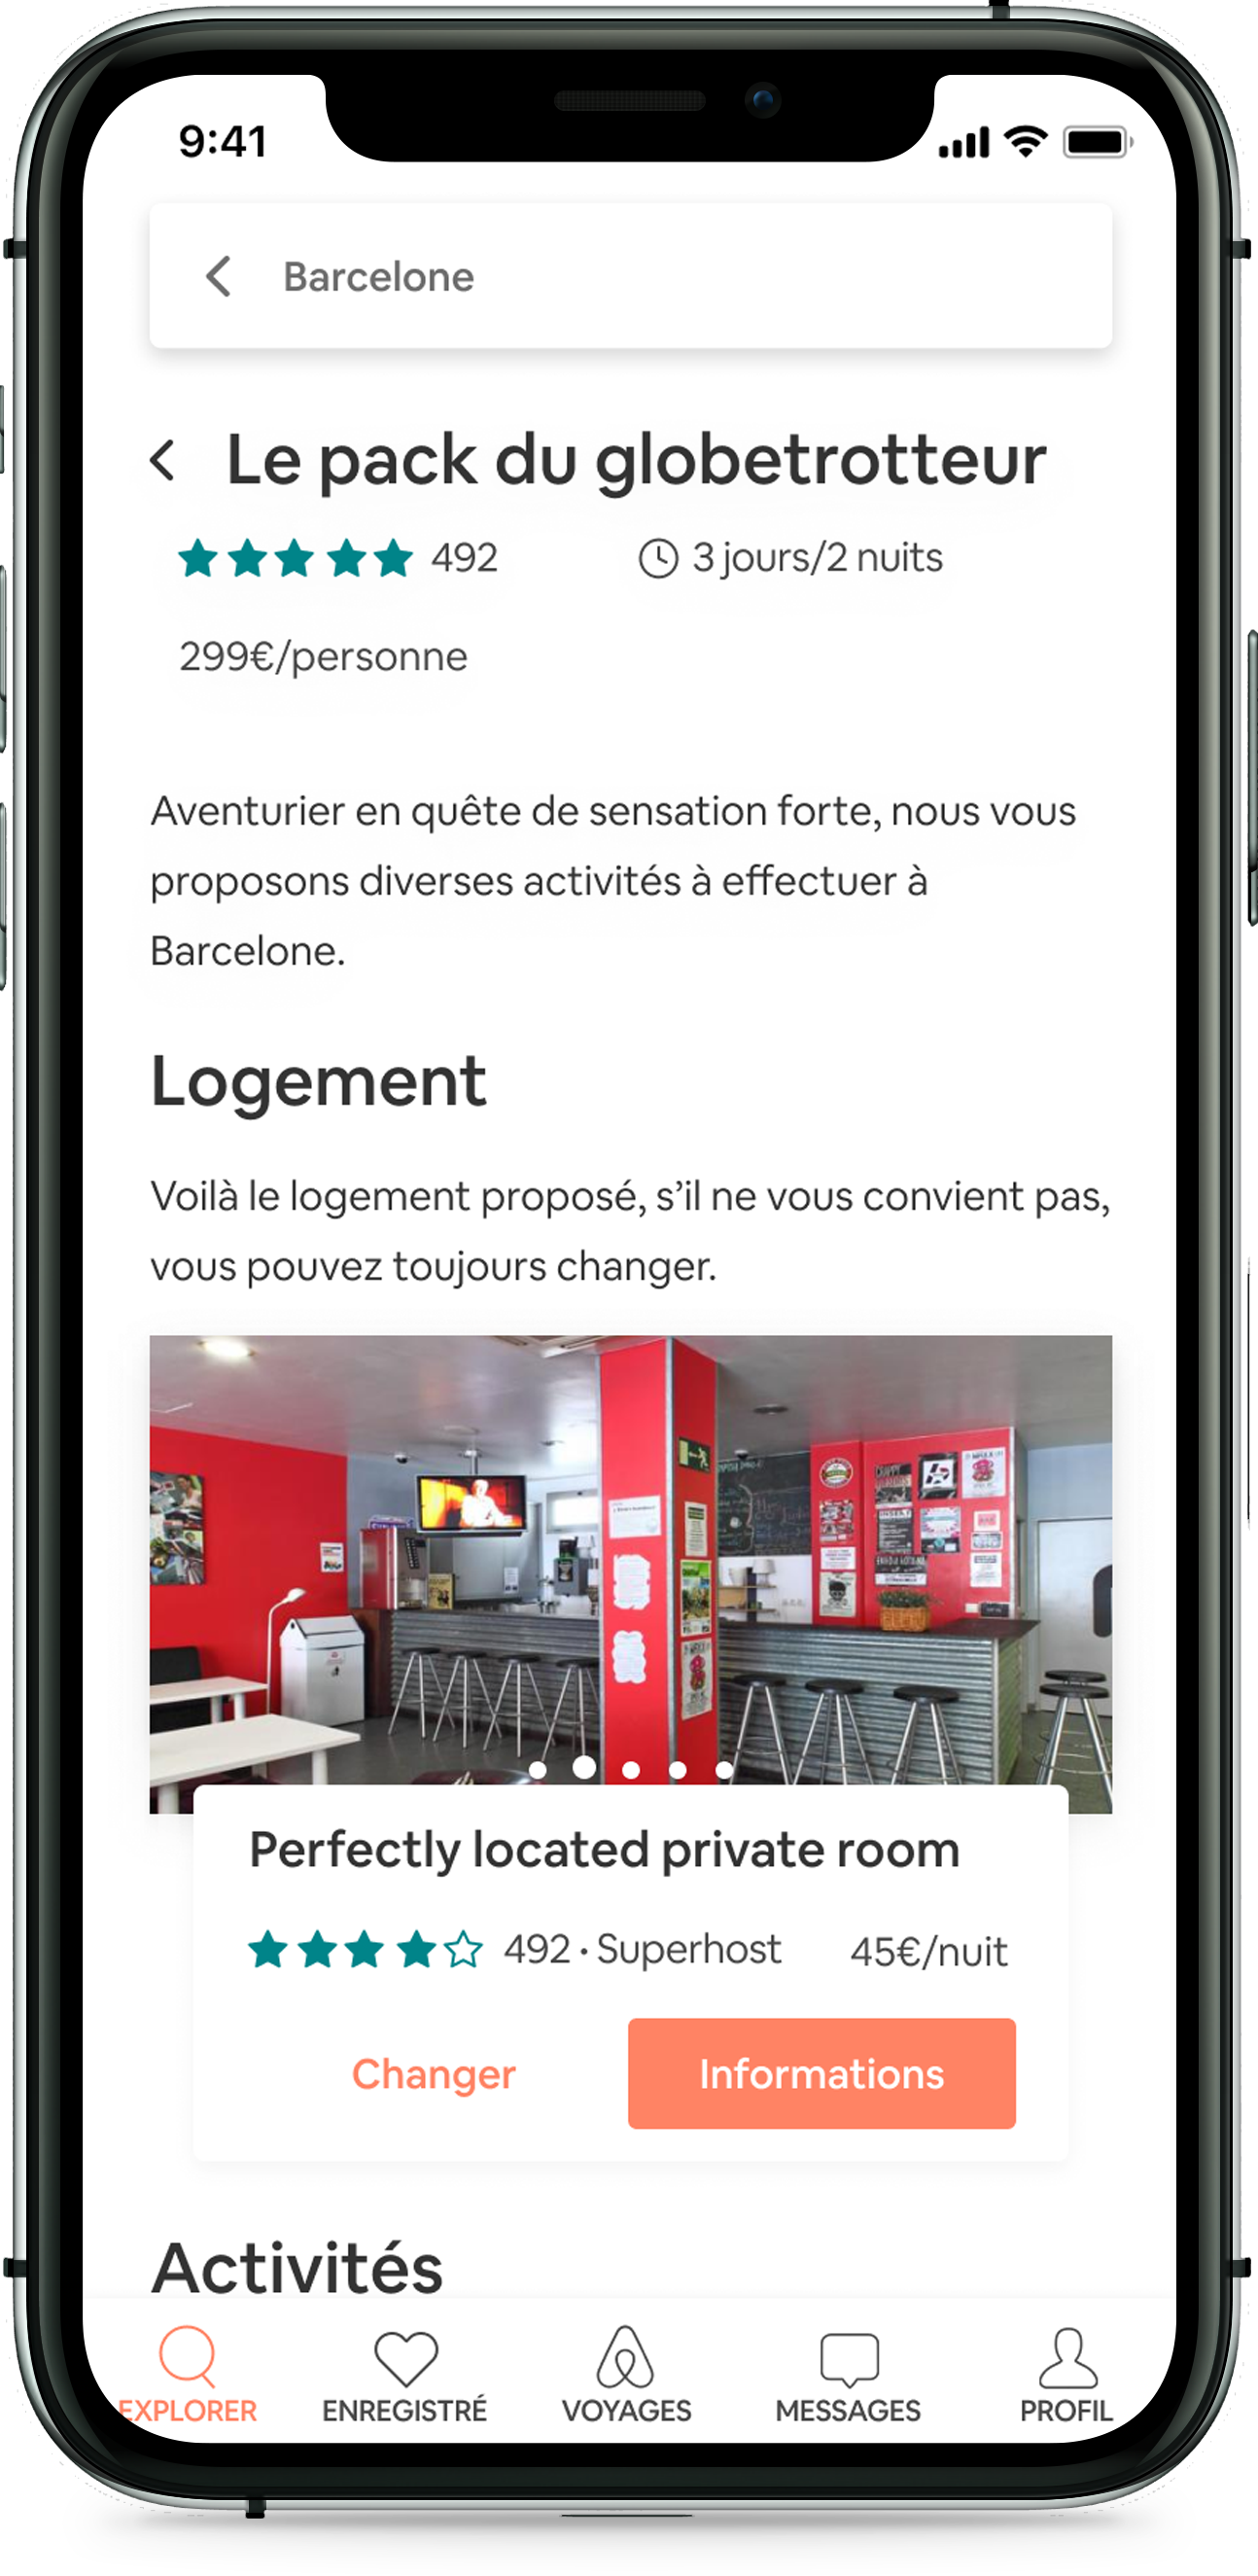 9:41
Barcelone
Le pack du globetrotteur
492
3 jours/2 nuits
299€/personne
Aventurier en quête de sensation forte, nous vous
proposons diverses activités à effectuer à
Barcelone.
Logement
Voilà le logement proposé, s’il ne vous convient pas,
vous pouvez toujours changer.
Perfectly located private room
492 · Superhost
45€/nuit
Changer
Informations
Activités
EXPLORER
ENREGISTRÉ
VOYAGES
MESSAGES
PROFIL